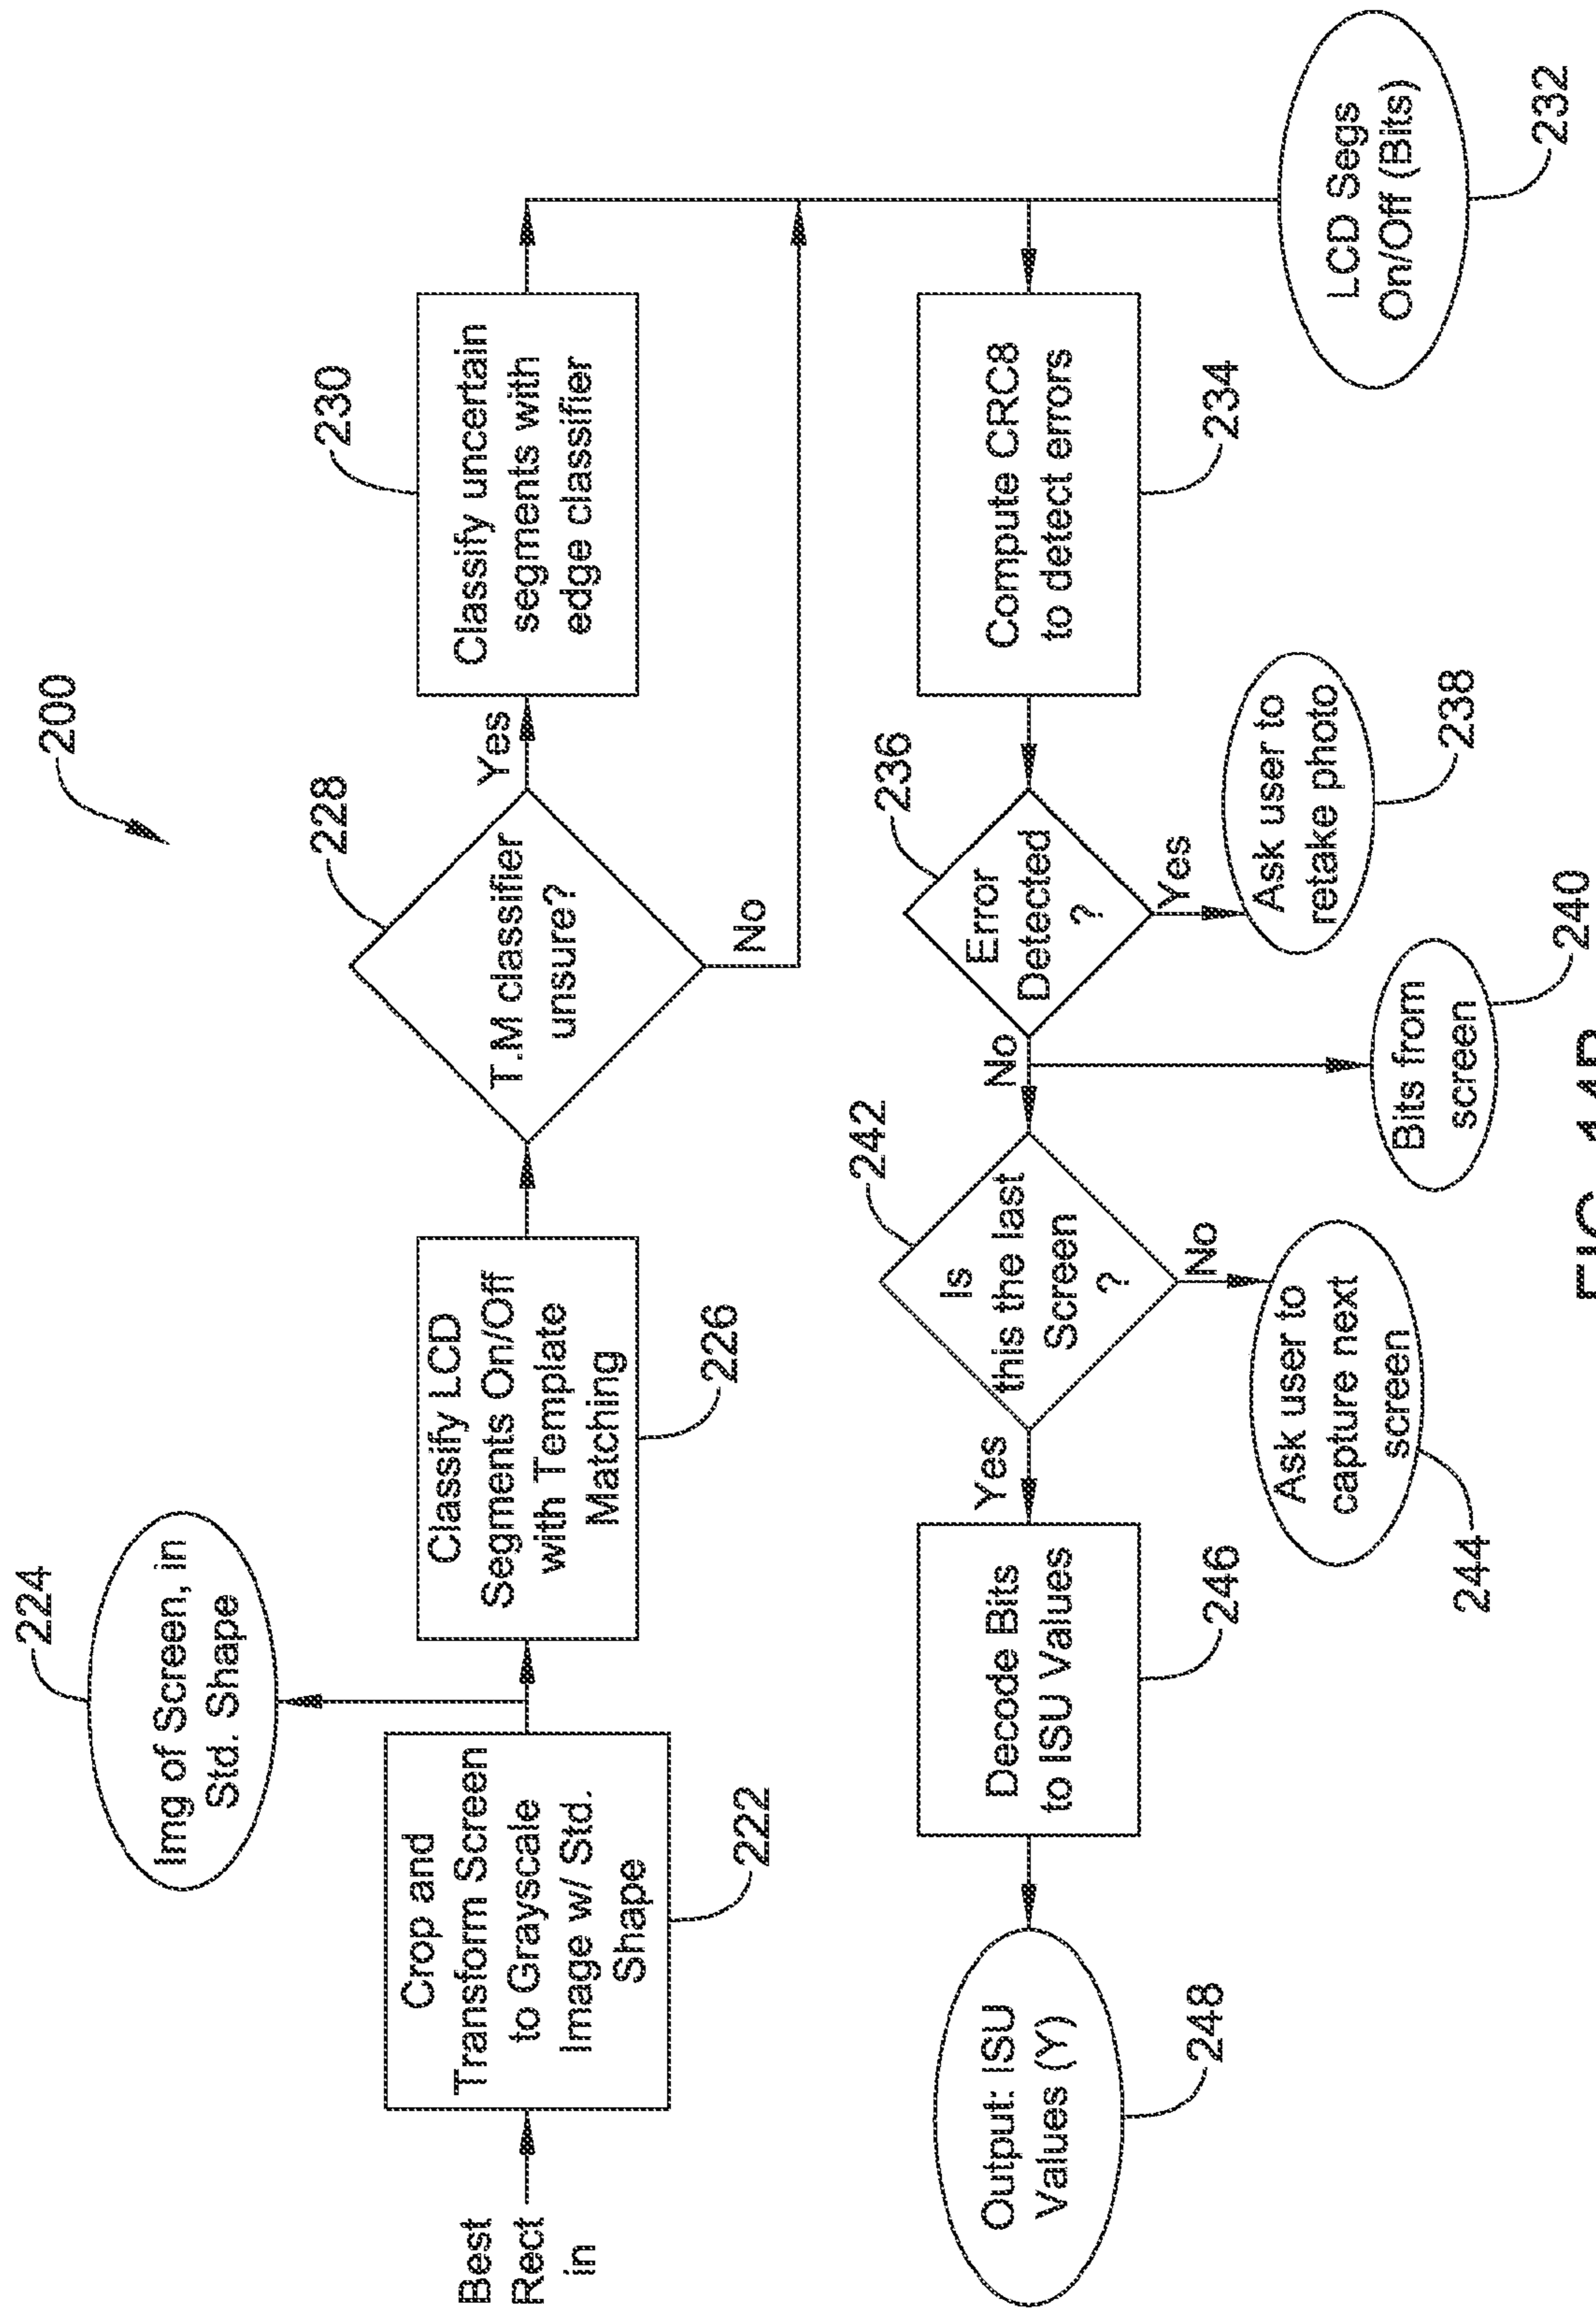 200
224
Img of Screen, in
Std. Shape
Best
Rect
in
Crop and
Transform Screen
to Grayscale
Image w/ Std.
Shape
222
Classify LCD
Segments On/Off
with Template
Matching
226
228
T.M classifier
unsure?
Yes
No
230
Classify uncertain
segments with
edge classifier
LCD Segs
On/Off (Bits)
232
Compute CRC8
to detect errors
234
236
Error
Detected
?
Yes
Ask user to
retake photo
238
No
Bits from
screen
240
242
Is
this the last
Screen
?
No
Ask user to
capture next
screen
244
Yes
Decode Bits
to ISU Values
246
Output: ISU
Values (Y)
248